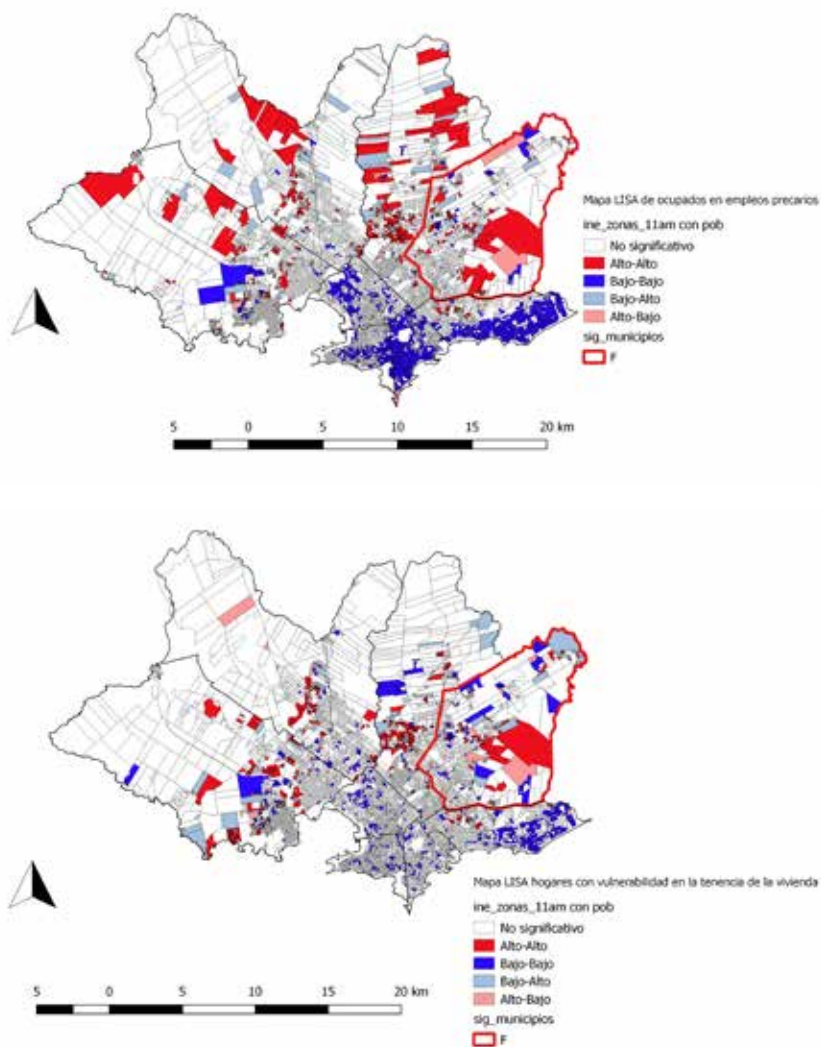 Mapa LISA de ocupados en empleos precarios
ine_zonas_11am con pob
No significativo
Alto-Alto
Bajo-Bajo
Bajo-Alto
Alto-Bajo
sig_municipios
F
5 0 5 10 15 20 km
Mapa LISA hogares con vulnerabilidad en la tenencia de la vivienda
ine_zonas_11am con pob
No significativo
Alto-Alto
Bajo-Bajo
Bajo-Alto
Alto-Bajo
sig_municipios
F
5 0 5 10 15 20 km